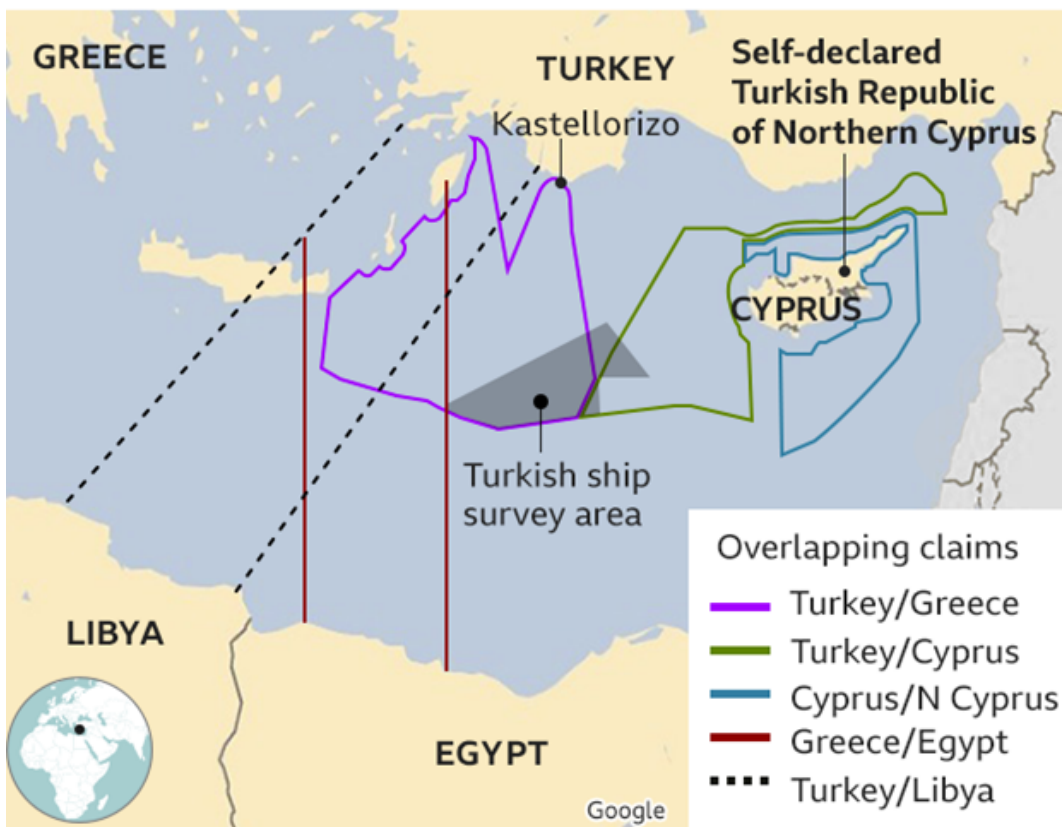 GREECE
TURKEY
Kastellorizo
Self-declared
Turkish Republic
of Northern Cyprus
CYPRUS
Turkish ship
survey area
LIBYA
EGYPT
Google
Overlapping claims
Turkey/Greece
Turkey/Cyprus
Cyprus/N Cyprus
Greece/Egypt
Turkey/Libya